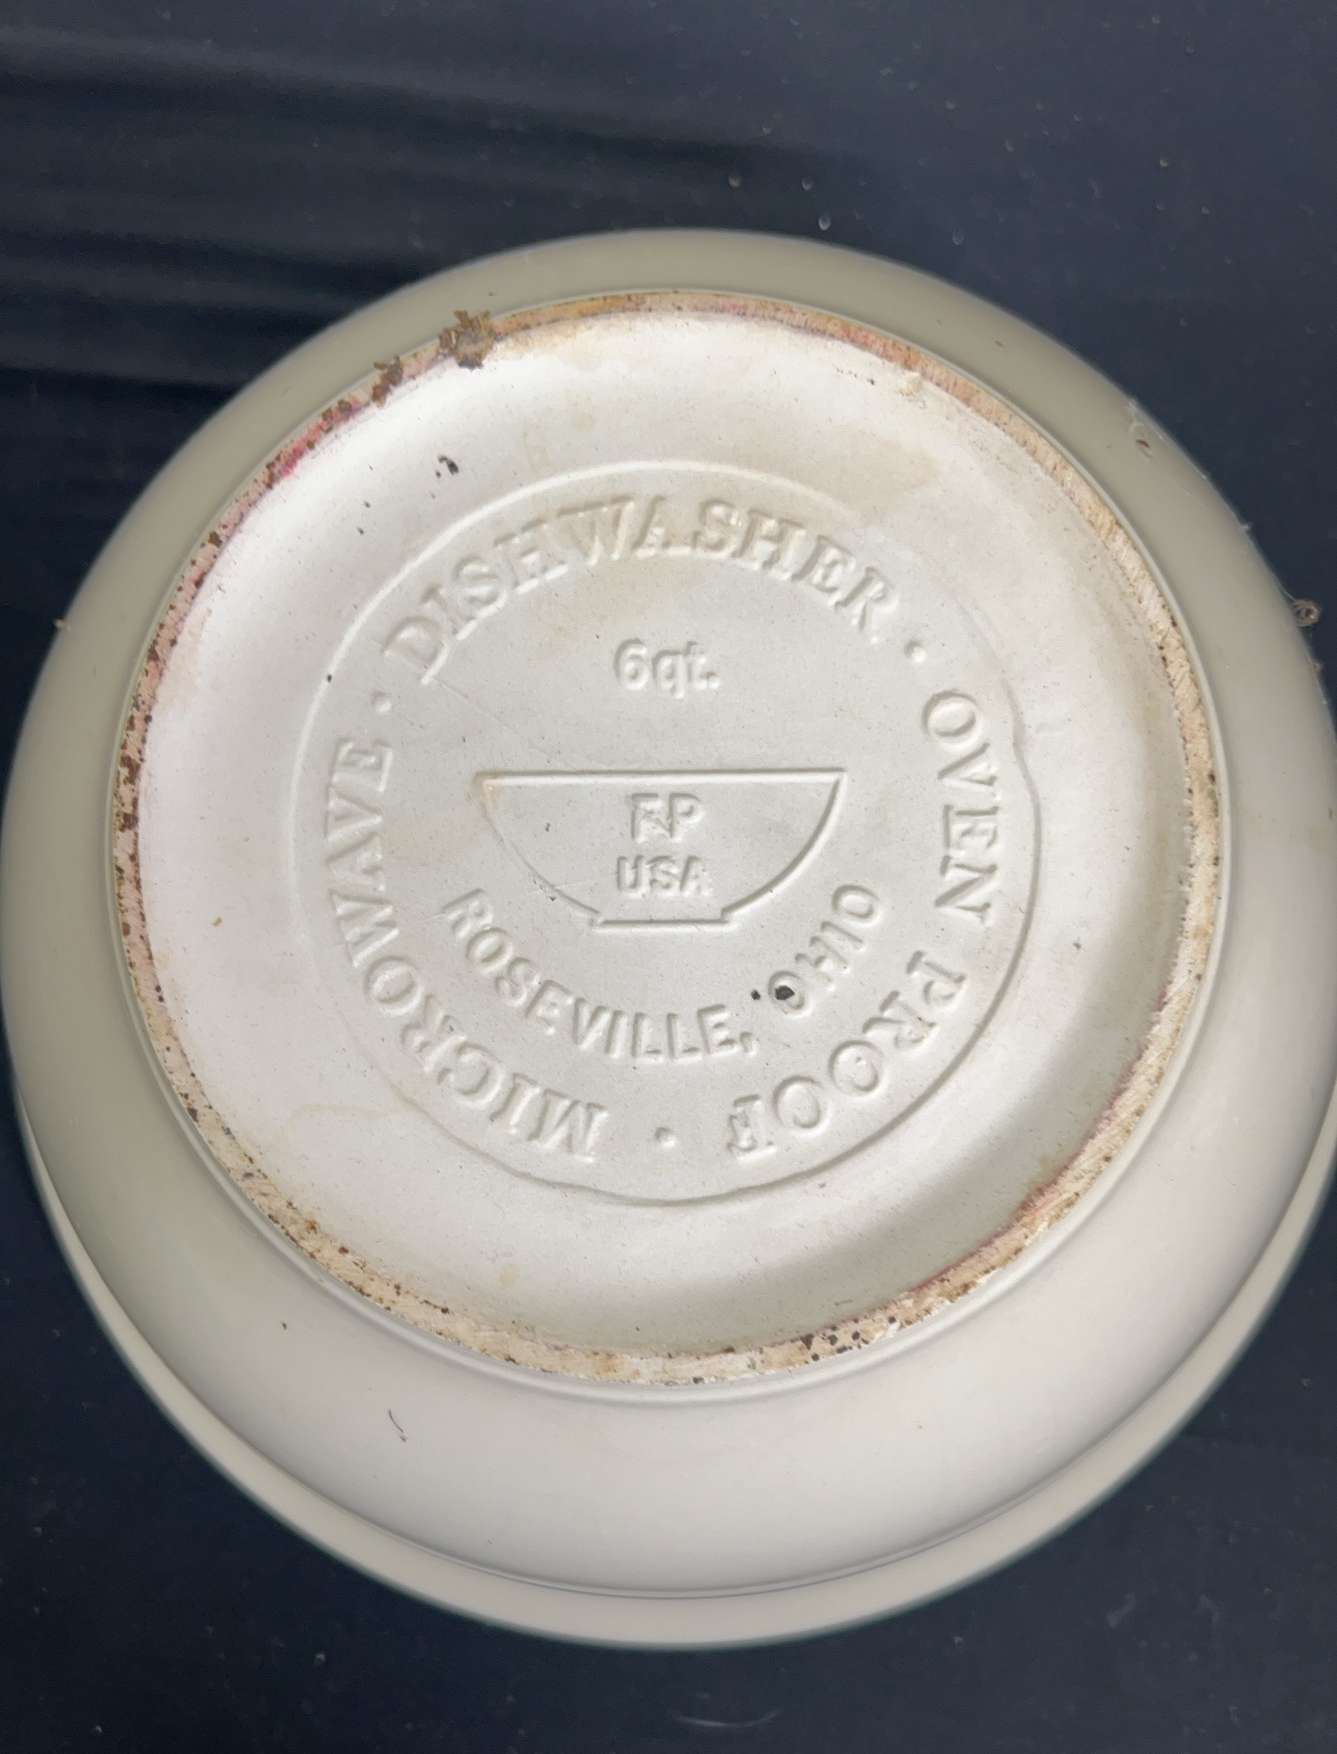 DISHWASHER · OVEN PROOF · MICROWAVE ·
6qt.
RP
USA
ROSEVILLE, OHIO